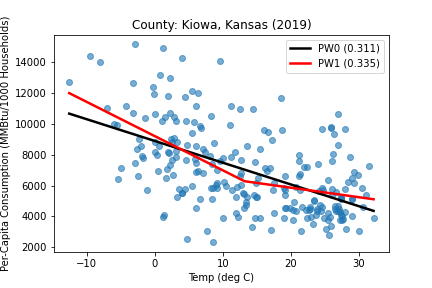 County: Kiowa, Kansas (2019)
PW0 (0.311)
PW1 (0.335)
Per-Capita Consumption (MMBtu/1000 Households)
14000
12000
10000
8000
6000
4000
2000
−10
0
10
20
30
Temp (deg C)